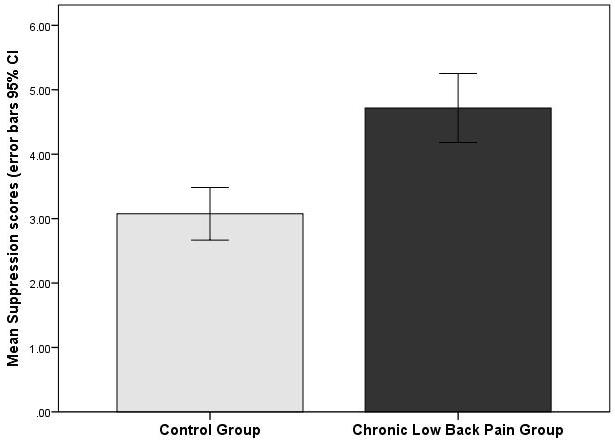 Mean Suppression scores (error bars 95% CI
6.00
5.00
4.00
3.00
2.00
1.00
.00
Control Group
Chronic Low Back Pain Group